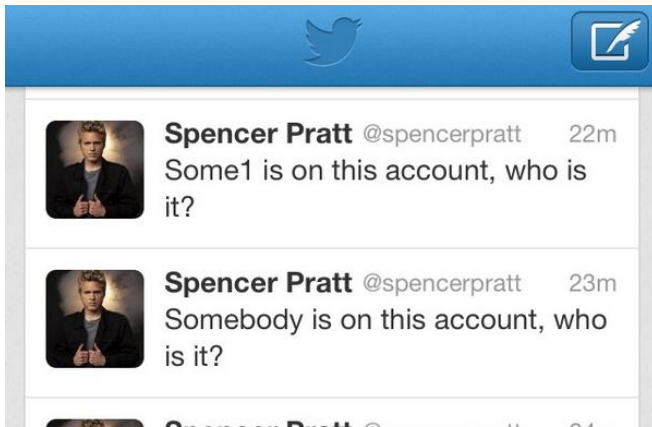 Spencer Pratt @spencerpratt 22m
Some1 is on this account, who is
it?
Spencer Pratt @spencerpratt 23m
Somebody is on this account, who
is it?